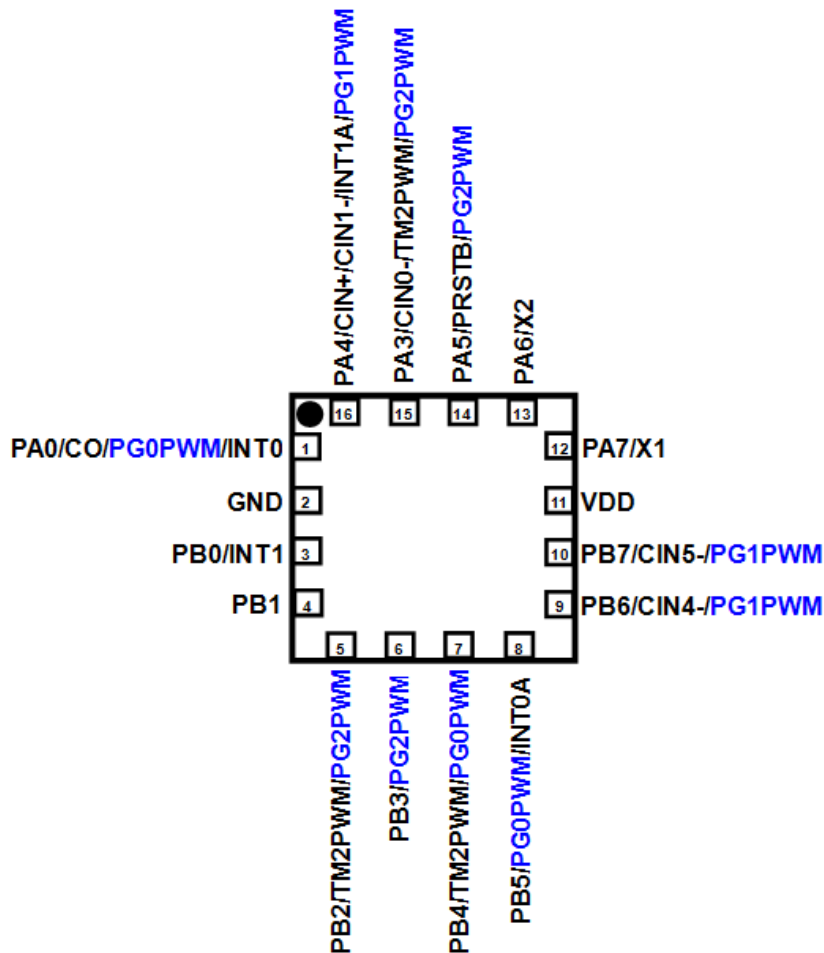 PA4/CIN+/CIN1-/INT1A/PG1PWM
PA3/CIN0-/TM2PWM/PG2PWM
PA5/PRSTB/PG2PWM
PA6/X2
16
15
14
13
PA0/CO/PG0PWM/INT0
1
12
PA7/X1
GND
2
11
VDD
PB0/INT1
3
10
PB7/CIN5-/PG1PWM
PB1
4
9
PB6/CIN4-/PG1PWM
5
6
7
8
PB2/TM2PWM/PG2PWM
PB3/PG2PWM
PB4/TM2PWM/PG0PWM
PB5/PG0PWM/INT0A